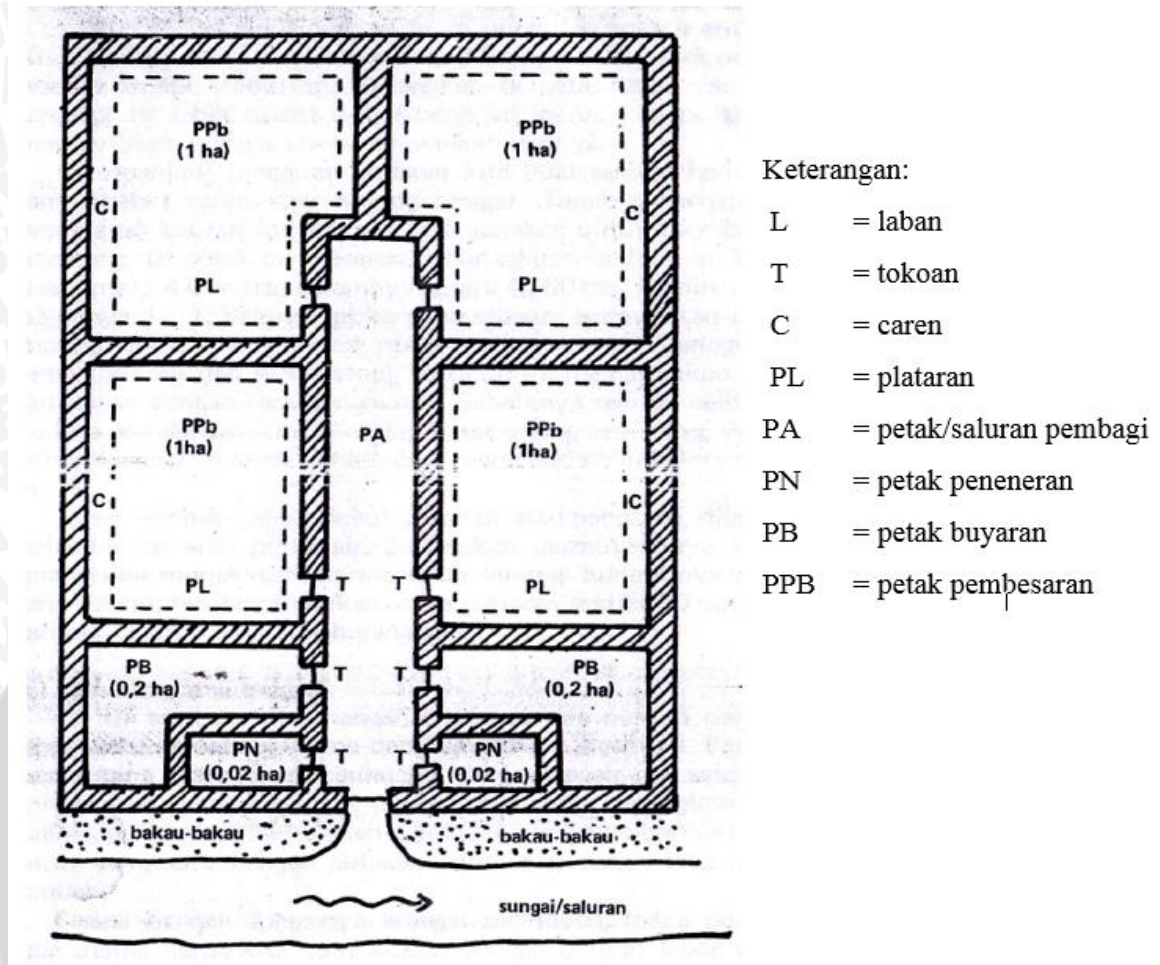 PPb
(1 ha)
PPb
(1 ha)
C
C
PL
PL
PPb
(1ha)
PA
PPb
(1ha)
C
C
PL
T
T
PL
PB
(0,2 ha)
T
T
PB
(0,2 ha)
PN
(0,02 ha)
T
T
PN
(0,02 ha)
bakau-bakau
bakau-bakau
sungai/saluran
Keterangan:
L = laban
T = tokoan
C = caren
PL = plataran
PA = petak/saluran pembagi
PN = petak peneneran
PB = petak buyaran
PPB = petak pembesaran